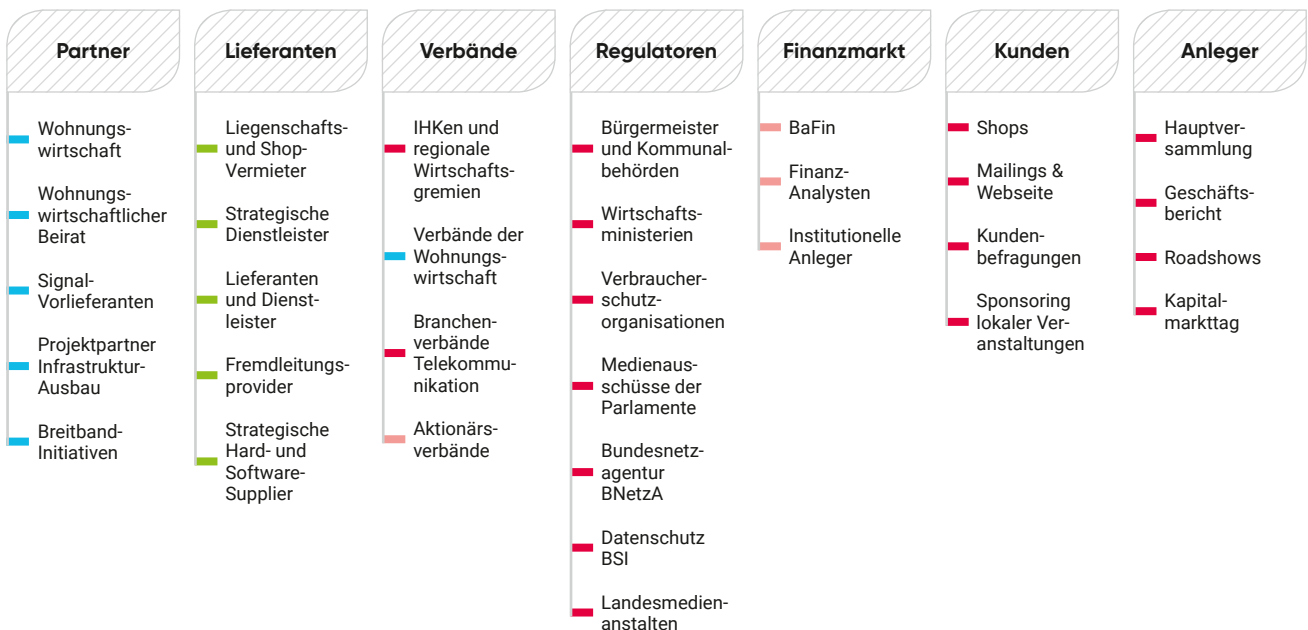 Partner
Wohnungs-
wirtschaft
Wohnungs-
wirtschaftlicher
Beirat
Signal-
Vorlieferanten
Projektpartner
Infrastruktur-
Ausbau
Breitband-
Initiativen
Lieferanten
Liegenschafts-
und Shop-
Vermieter
Strategische
Dienstleister
Lieferanten
und Dienst-
leister
Fremdleitungs-
provider
Strategische
Hard- und
Software-
Supplier
Verbände
IHKen und
regionale
Wirtschafts-
gremien
Verbände der
Wohnungs-
wirtschaft
Branchen-
verbände
Telekommu-
nikation
Aktionärs-
verbände
Regulatoren
Bürgermeister
und Kommunal-
behörden
Wirtschafts-
ministerien
Verbraucher-
schutz-
organisationen
Medienaus-
schüsse der
Parlamente
Bundesnetz-
agentur
BNetzA
Datenschutz
BSI
Landesmedien-
anstalten
Finanzmarkt
BaFin
Finanz-
Analysten
Institutionelle
Anleger
Kunden
Shops
Mailings &
Webseite
Kunden-
befragungen
Sponsoring
lokaler Ver-
anstaltungen
Anleger
Hauptver-
sammlung
Geschäfts-
bericht
Roadshows
Kapital-
markttag